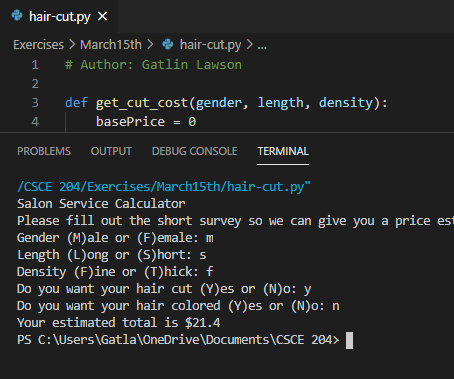 hair-cut.py
Exercises > March15th > hair-cut.py > ...
1 # Author: Gatlin Lawson
2
3 def get_cut_cost(gender, length, density):
4 basePrice = 0
PROBLEMS OUTPUT DEBUG CONSOLE TERMINAL
/CSCE 204/Exercises/March15th/hair-cut.py"
Salon Service Calculator
Please fill out the short survey so we can give you a price est
Gender (M)ale or (F)emale: m
Length (L)ong or (S)hort: s
Density (F)ine or (T)hick: f
Do you want your hair cut (Y)es or (N)o: y
Do you want your hair colored (Y)es or (N)o: n
Your estimated total is $21.4
PS C:\Users\Gatla\OneDrive\Documents\CSCE 204>